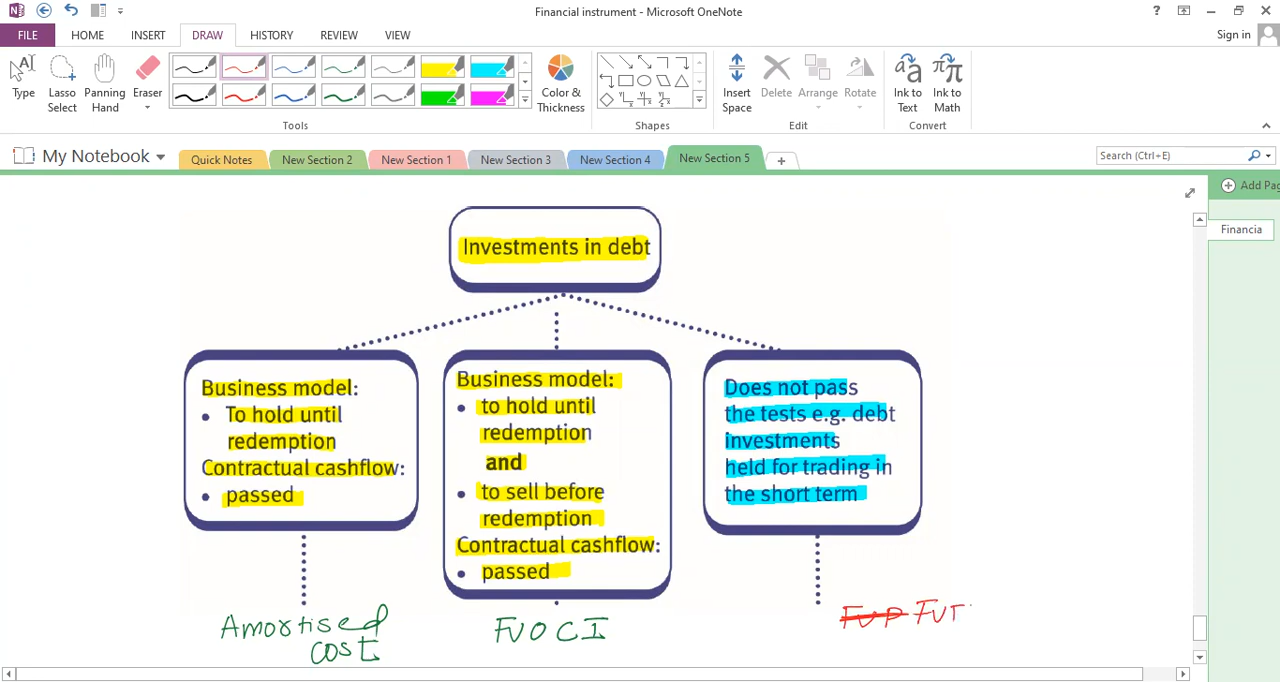 Financial instrument - Microsoft OneNote
?
FILE HOME INSERT DRAW HISTORY REVIEW VIEW
Sign in
Type
Lasso Select
Panning Hand
Eraser
Color & Thickness
Insert Space
Delete
Arrange
Rotate
Ink to Text
Ink to Math
Tools
Shapes
Edit
Convert
My Notebook
Quick Notes
New Section 2
New Section 1
New Section 3
New Section 4
New Section 5
Search (Ctrl+E)
Add Pag
Financia
Investments in debt
Business model:
• To hold until
redemption
Contractual cashflow:
• passed
Business model:
• to hold until
redemption
and
• to sell before
redemption
Contractual cashflow:
• passed
Does not pass
the tests e.g. debt
investments
held for trading in
the short term
Amortised
cost
FVOCI
FVP